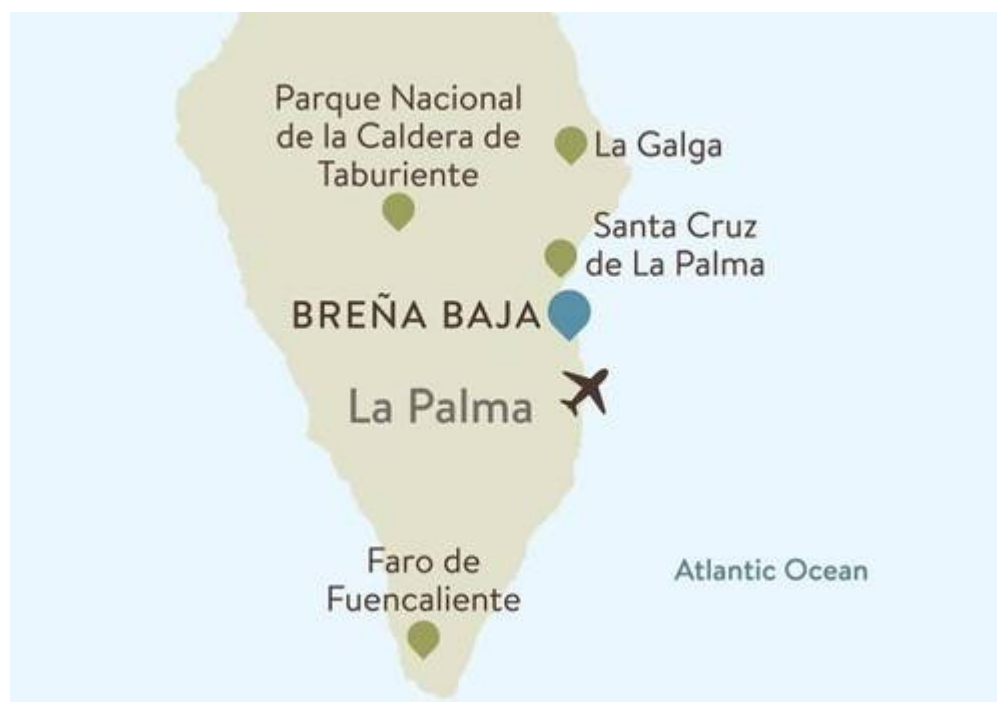 Parque Nacional
de la Caldera de
Taburiente
La Galga
Santa Cruz
de La Palma
BREÑA BAJA
La Palma
Faro de
Fuencaliente
Atlantic Ocean